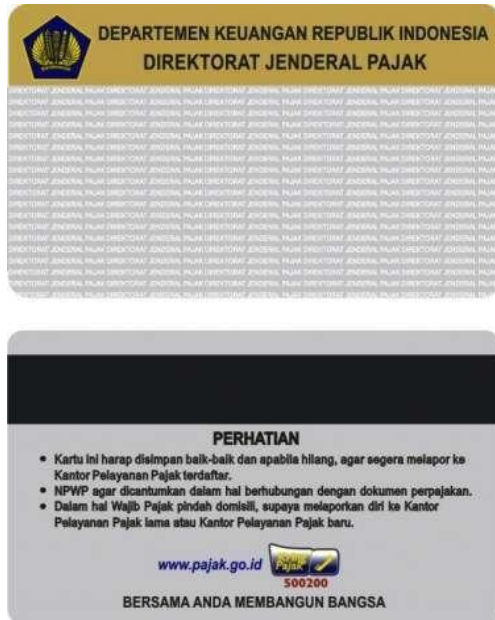 DEPARTEMEN KEUANGAN REPUBLIK INDONESIA
DIREKTORAT JENDERAL PAJAK
PERHATIAN
• Kartu ini harap disimpan baik-baik dan apabila hilang, agar segera melapor ke
Kantor Pelayanan Pajak terdaftar.
• NPWP agar dicantumkan dalam hal berhubungan dengan dokumen perpajakan.
• Dalam hal Wajib Pajak pindah domisili, supaya melaporkan diri ke Kantor
Pelayanan Pajak lama atau Kantor Pelayanan Pajak baru.
www.pajak.go.id
Kring
Pajak
500200
BERSAMA ANDA MEMBANGUN BANGSA